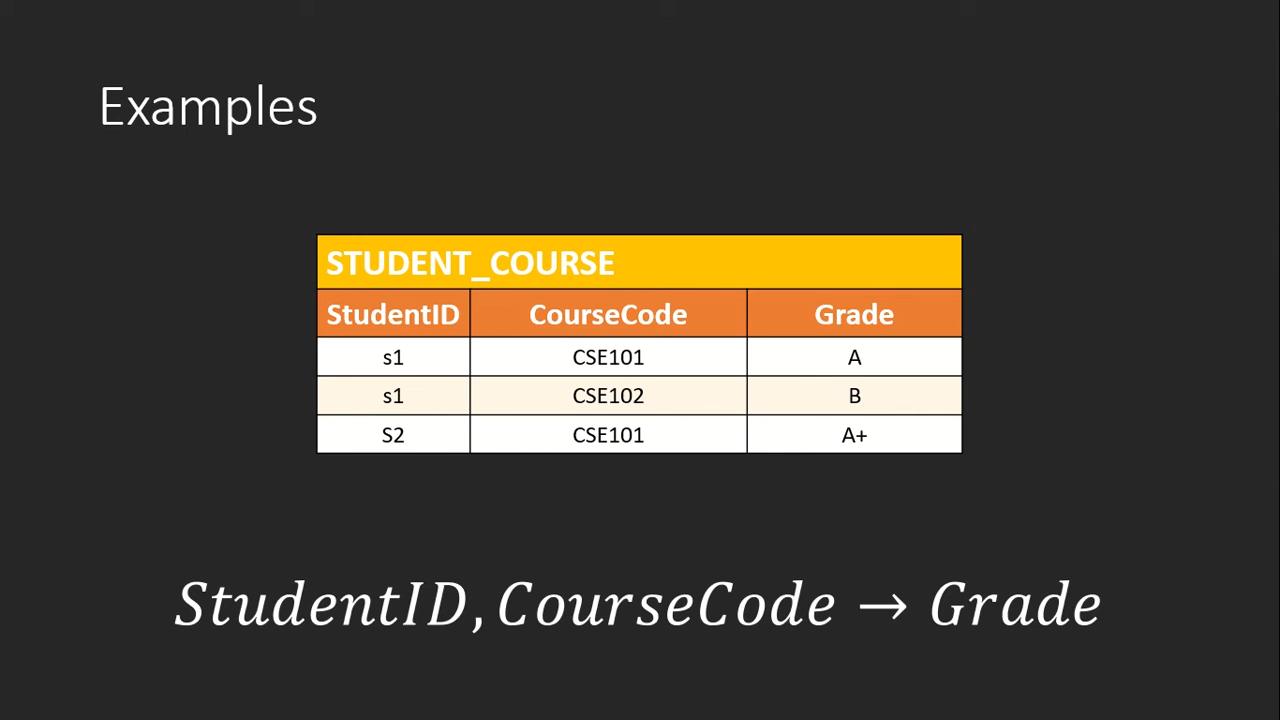 Examples
STUDENT_COURSE
StudentID CourseCode Grade
s1 CSE101 A
s1 CSE102 B
S2 CSE101 A+
StudentID, CourseCode → Grade